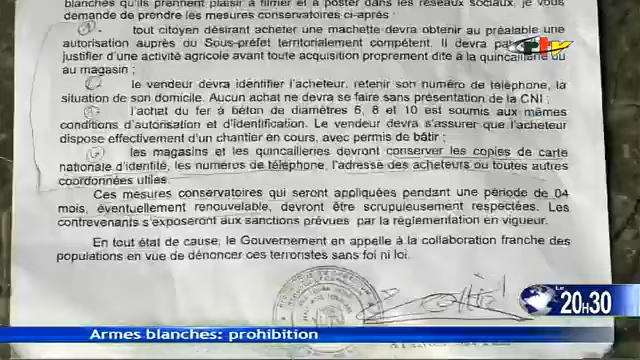 blanches qu'ils prennent plaisir à filmer et à poster dans les réseaux sociaux, je vous
demande de prendre les mesures conservatoires ci-après :
tout citoyen désirant acheter une machette devra obtenir au préalable une
autorisation auprès du Sous-préfet territorialement compétent. Il devra
justifier d'une activité agricole avant toute acquisition proprement dite à la quincaillerie ou
au magasin ;
le vendeur devra identifier l'acheteur, retenir son numéro de téléphone, la
situation de son domicile. Aucun achat ne devra se faire sans présentation de la CNI ;
l'achat du fer à béton de diamètres 6, 8 et 10 est soumis aux mêmes
conditions d'autorisation et d'identification. Le vendeur devra s'assurer que l'acheteur
dispose effectivement d'un chantier en cours, avec permis de bâtir ;
les magasins et les quincailleries devront conserver les copies de carte
nationale d'identité, les numéros de téléphone, l'adresse des acheteurs ou toutes autres
coordonnées utiles.
Ces mesures conservatoires qui seront appliquées pendant une période de 04
mois, éventuellement renouvelable, devront être scrupuleusement respectées. Les
contrevenants s'exposeront aux sanctions prévues par la réglementation en vigueur.
En tout état de cause, le Gouvernement en appelle à la collaboration franche des
populations en vue de dénoncer ces terroristes sans foi ni loi.
Le
20H30
Armes blanches: prohibition